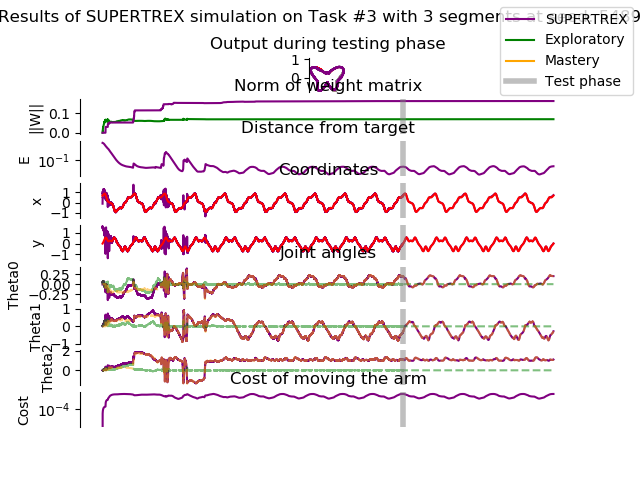 Results of SUPERTREX simulation on Task #3 with 3 segments
SUPERTREX
Exploratory
Mastery
Test phase
Output during testing phase
1
0
Norm of weight matrix
||W||
0.1
0.0
Distance from target
E
10⁻¹
Coordinates
x
1
0
−1
y
1
0
−1
Joint angles
Theta0
0.25
0.00
0.25
Theta1
1
0
Theta2
2
0
Cost of moving the arm
Cost
10⁻⁴